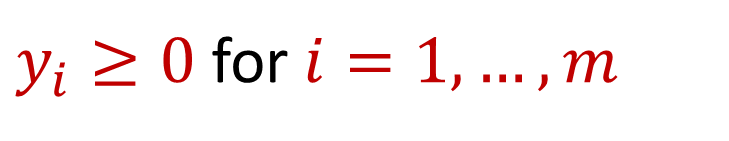 yᵢ ≥ 0 for i = 1, … , m